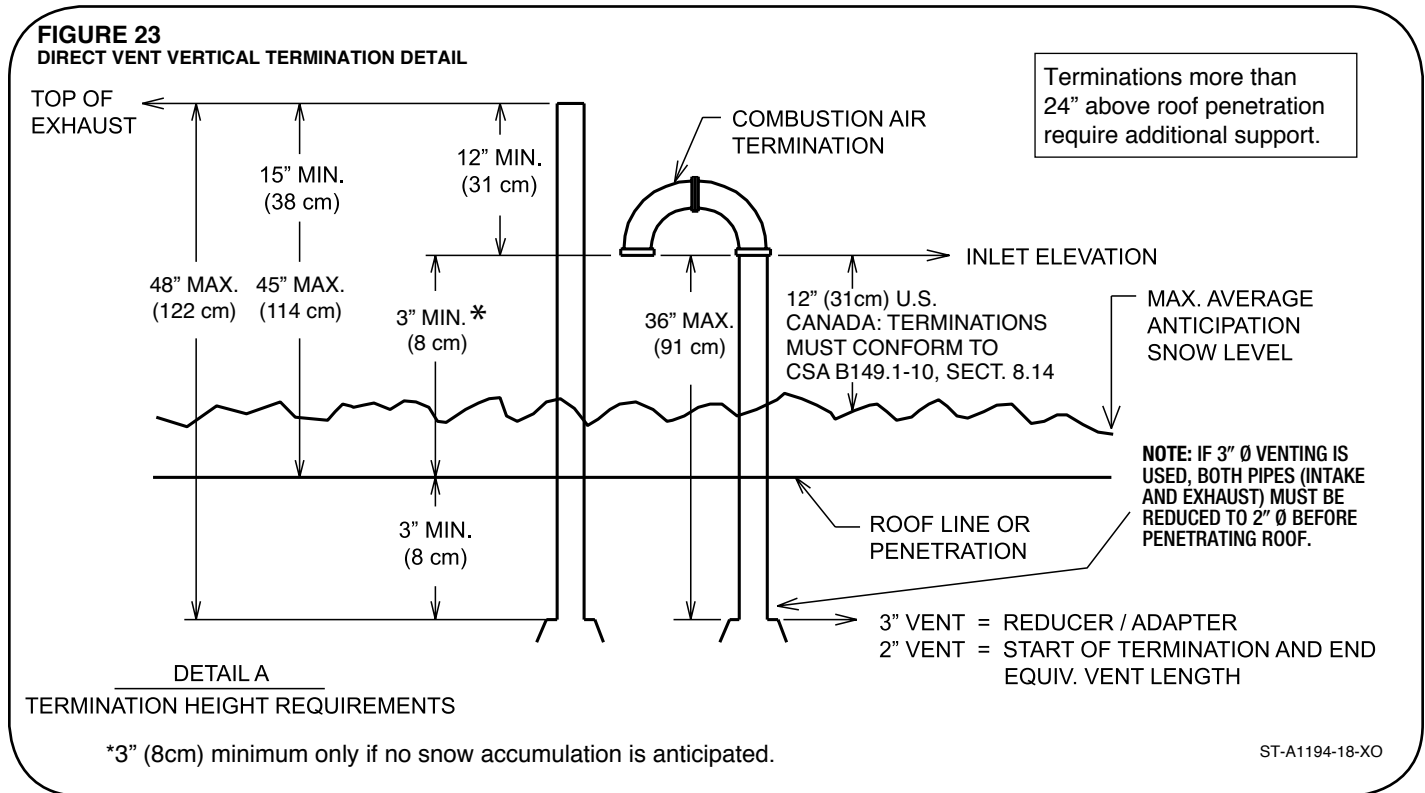 FIGURE 23
DIRECT VENT VERTICAL TERMINATION DETAIL
Terminations more than
24” above roof penetration
require additional support.
TOP OF
EXHAUST
COMBUSTION AIR
TERMINATION
15” MIN.
(38 cm)
12” MIN.
(31 cm)
INLET ELEVATION
48” MAX.
(122 cm)
45” MAX.
(114 cm)
3” MIN.*
(8 cm)
36” MAX.
(91 cm)
12” (31cm) U.S.
CANADA: TERMINATIONS
MUST CONFORM TO
CSA B149.1-10, SECT. 8.14
MAX. AVERAGE
ANTICIPATION
SNOW LEVEL
NOTE: IF 3” Ø VENTING IS
USED, BOTH PIPES (INTAKE
AND EXHAUST) MUST BE
REDUCED TO 2” Ø BEFORE
PENETRATING ROOF.
ROOF LINE OR
PENETRATION
3” MIN.
(8 cm)
3” VENT = REDUCER / ADAPTER
2” VENT = START OF TERMINATION AND END
EQUIV. VENT LENGTH
DETAIL A
TERMINATION HEIGHT REQUIREMENTS
*3” (8cm) minimum only if no snow accumulation is anticipated.
ST-A1194-18-XO